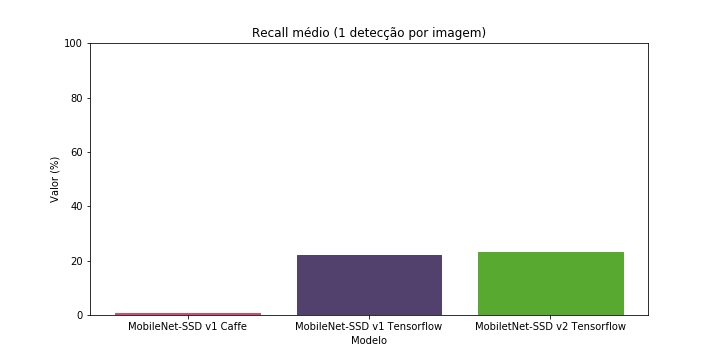 Recall médio (1 detecção por imagem)
100
80
60
40
20
0
Valor (%)
MobileNet-SSD v1 Caffe
MobileNet-SSD v1 Tensorflow
MobiletNet-SSD v2 Tensorflow
Modelo